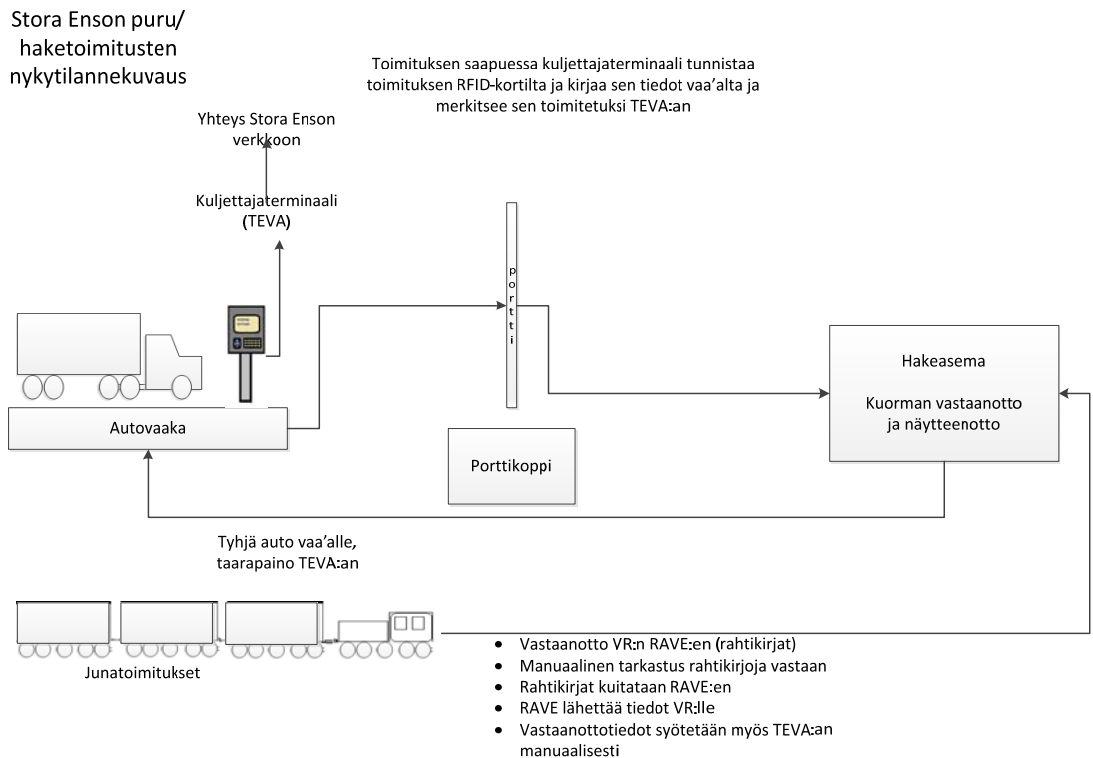 Stora Enson puru/
haketoimitusten
nykytilannekuvaus
Toimituksen saapuessa kuljettajaterminaali tunnistaa
toimituksen RFID-kortilta ja kirjaa sen tiedot vaa’alta ja
merkitsee sen toimitetuksi TEVA:an
Yhteys Stora Enson
verkkoon
Kuljettajaterminaali
(TEVA)
portti
Hakeasema
Kuorman vastaanotto
ja näytteenotto
Autovaaka
Porttikoppi
Tyhjä auto vaa’alle,
taarapaino TEVA:an
Junatoimitukset
• Vastaanotto VR:n RAVE:en (rahtikirjat)
• Manuaalinen tarkastus rahtikirjoja vastaan
• Rahtikirjat kuitataan RAVE:en
• RAVE lähettää tiedot VR:lle
• Vastaanottotiedot syötetään myös TEVA:an
manuaalisesti